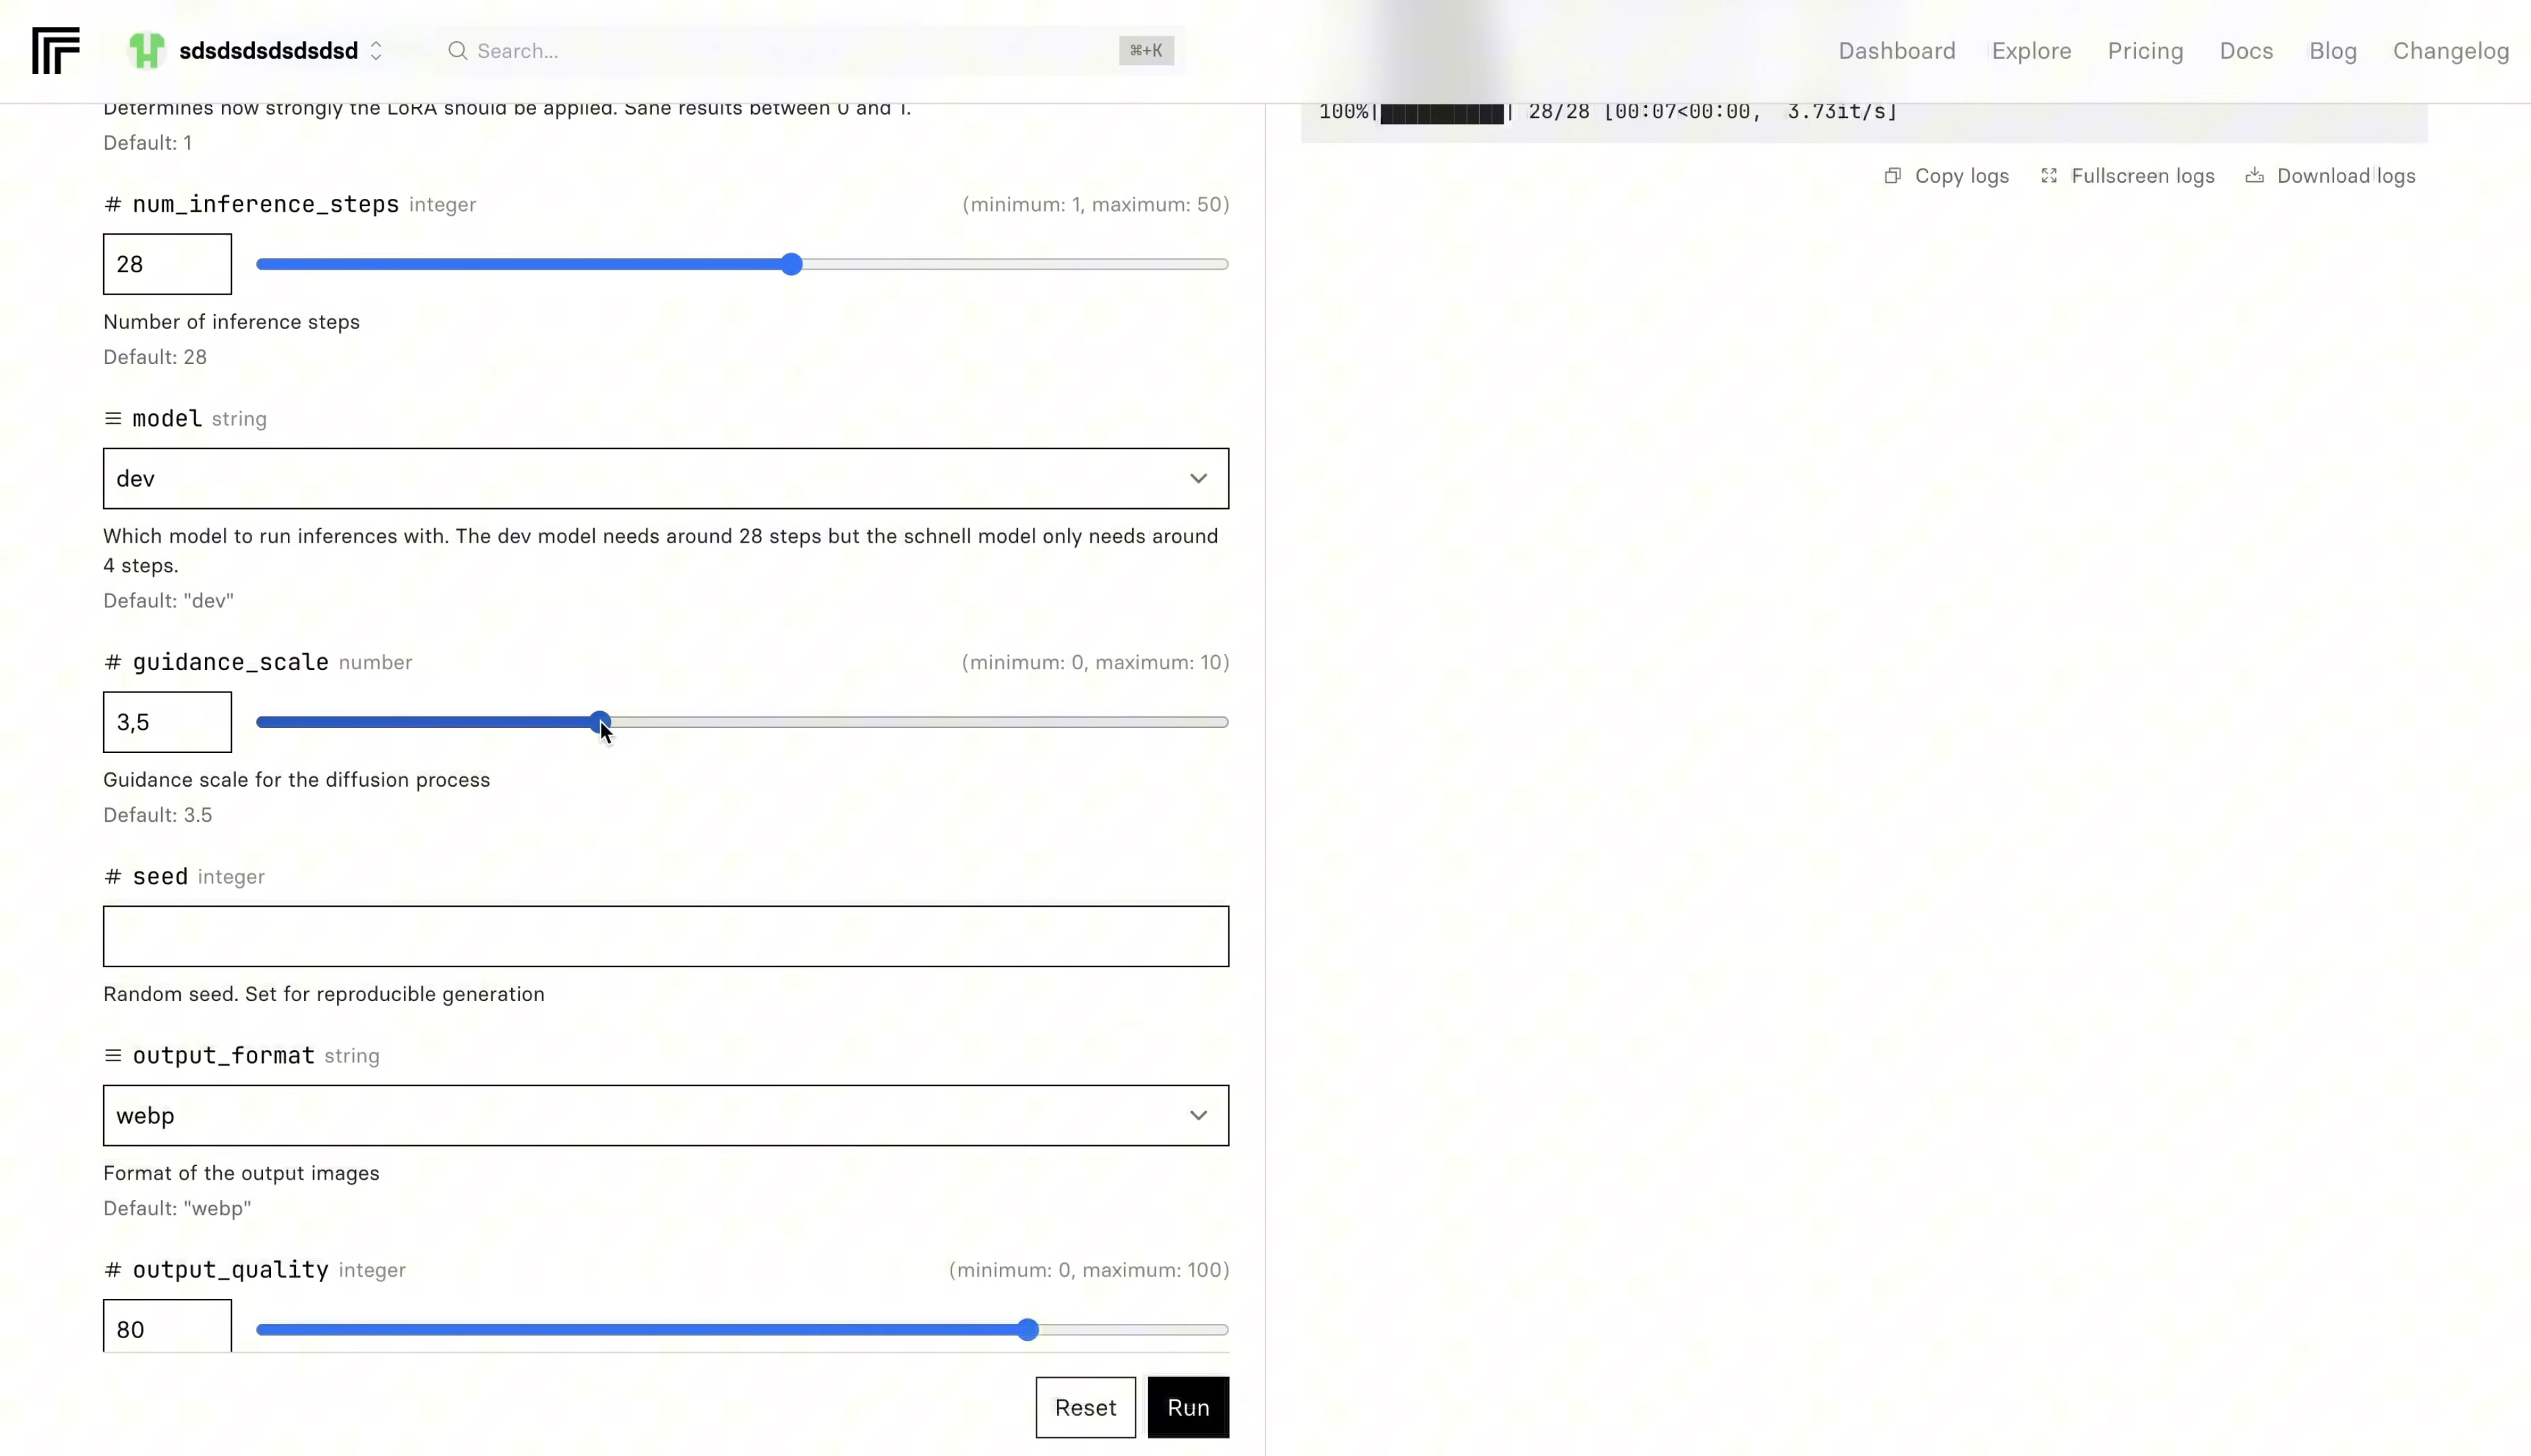 sdsdsdsdsdsdsd
Search...
⌘+K
Dashboard
Explore
Pricing
Docs
Blog
Changelog
Determines how strongly the LoRA should be applied. Sane results between 0 and 1.
Default: 1
# num_inference_steps integer (minimum: 1, maximum: 50)
28
Number of inference steps
Default: 28
model string
dev
Which model to run inferences with. The dev model needs around 28 steps but the schnell model only needs around
4 steps.
Default: "dev"
# guidance_scale number (minimum: 0, maximum: 10)
3,5
Guidance scale for the diffusion process
Default: 3.5
# seed integer
Random seed. Set for reproducible generation
output_format string
webp
Format of the output images
Default: "webp"
# output_quality integer (minimum: 0, maximum: 100)
80
Reset
Run
100%|██████████| 28/28 [00:07<00:00, 3.73it/s]
Copy logs
Fullscreen logs
Download logs